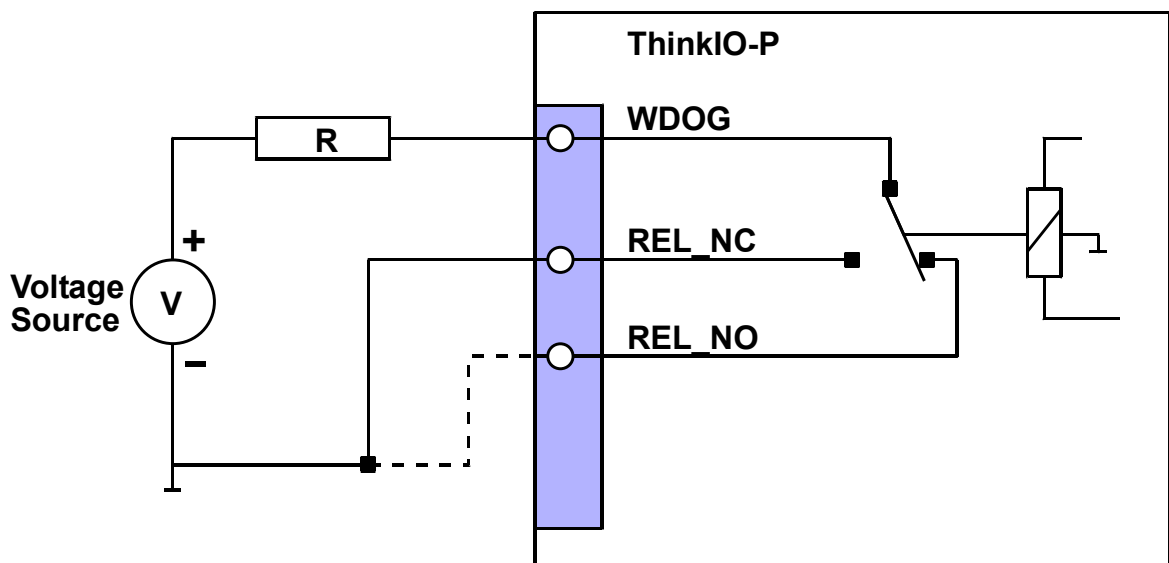 ThinkIO-P
WDOG
R
REL_NC
+
Voltage
Source
V
REL_NO
–